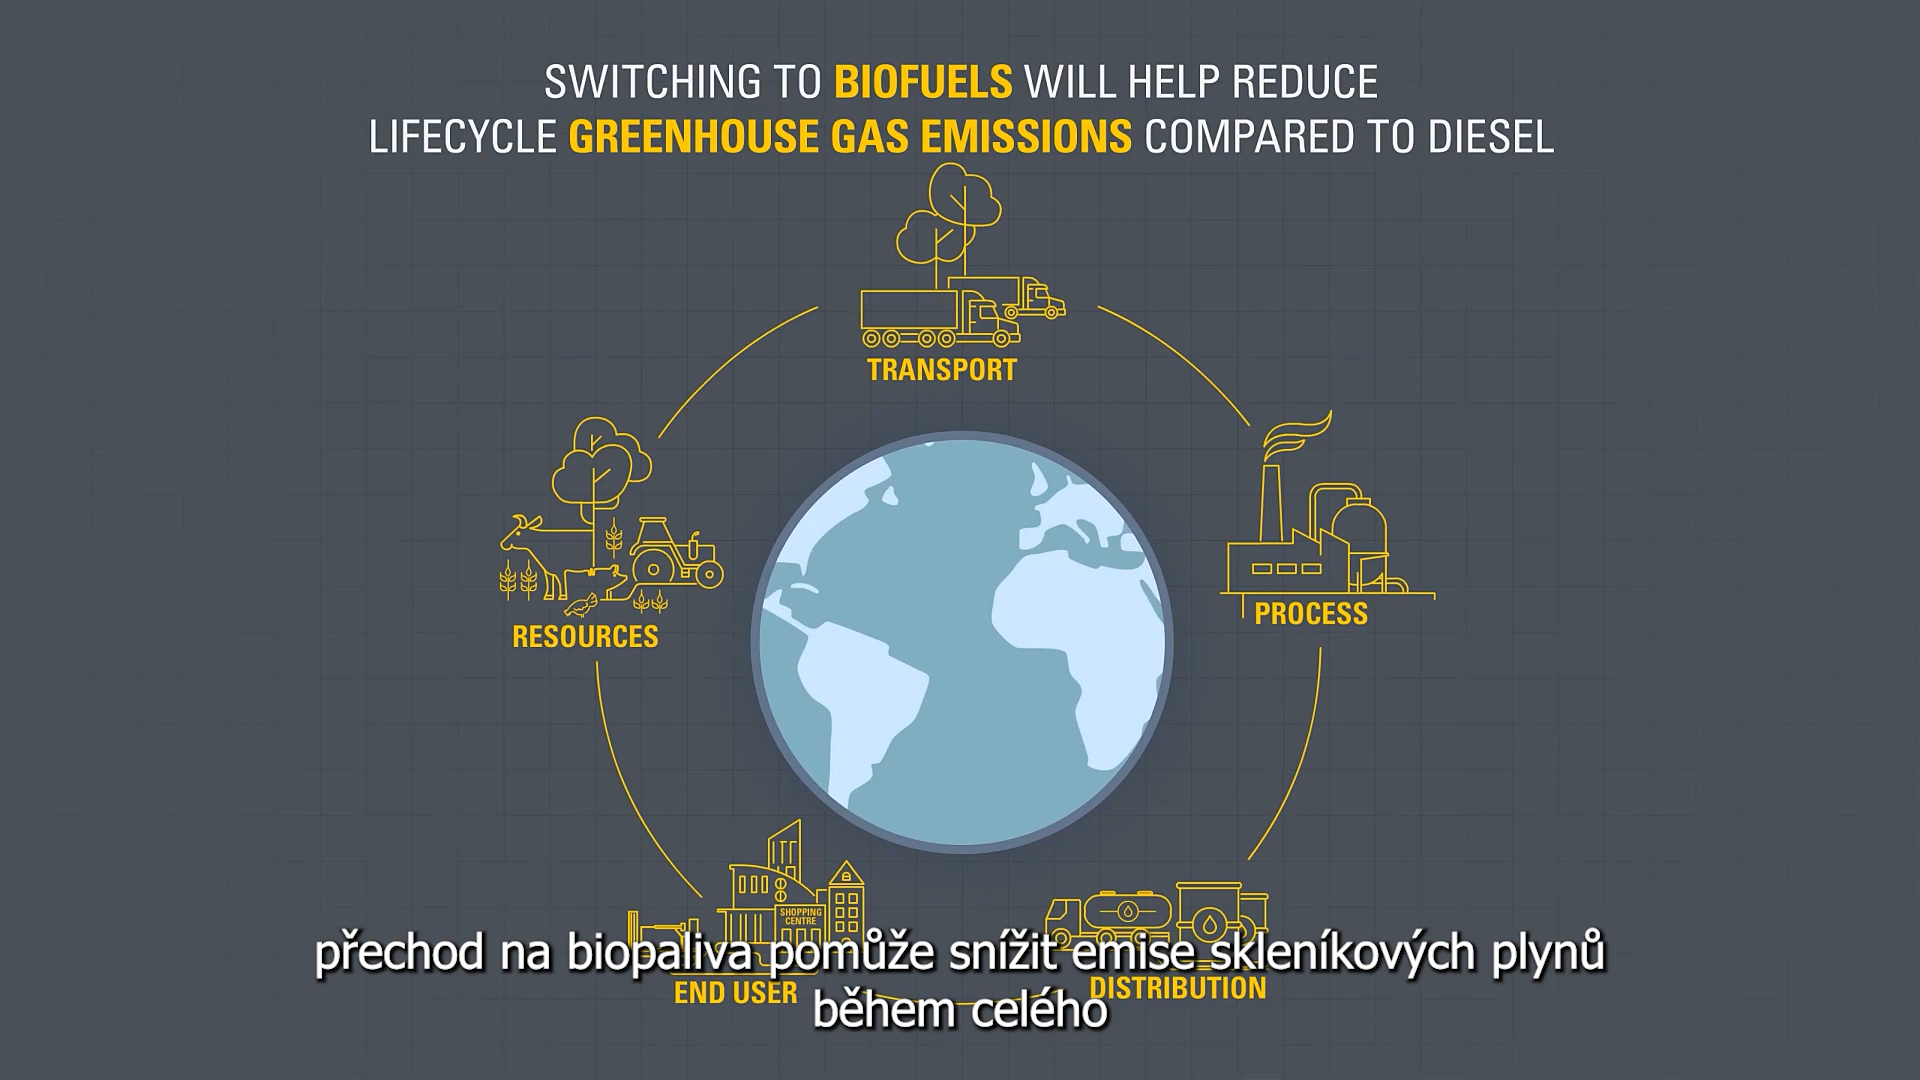 SWITCHING TO BIOFUELS WILL HELP REDUCE
LIFECYCLE GREENHOUSE GAS EMISSIONS COMPARED TO DIESEL
TRANSPORT
PROCESS
RESOURCES
SHOPPING
CENTRE
END USER
DISTRIBUTION
přechod na biopaliva pomůže snížit emise skleníkových plynů
během celého